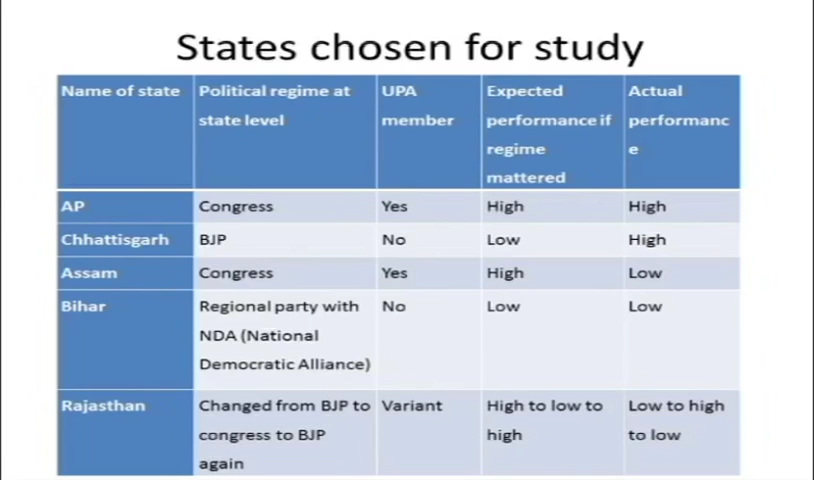 States chosen for study
Name of state Political regime at UPA Expected Actual
state level member performance if performanc
regime e
mattered
AP Congress Yes High High
Chhattisgarh BJP No Low High
Assam Congress Yes High Low
Bihar Regional party with No Low Low
NDA (National
Democratic Alliance)
Rajasthan Changed from BJP to Variant High to low to Low to high
congress to BJP high to low
again